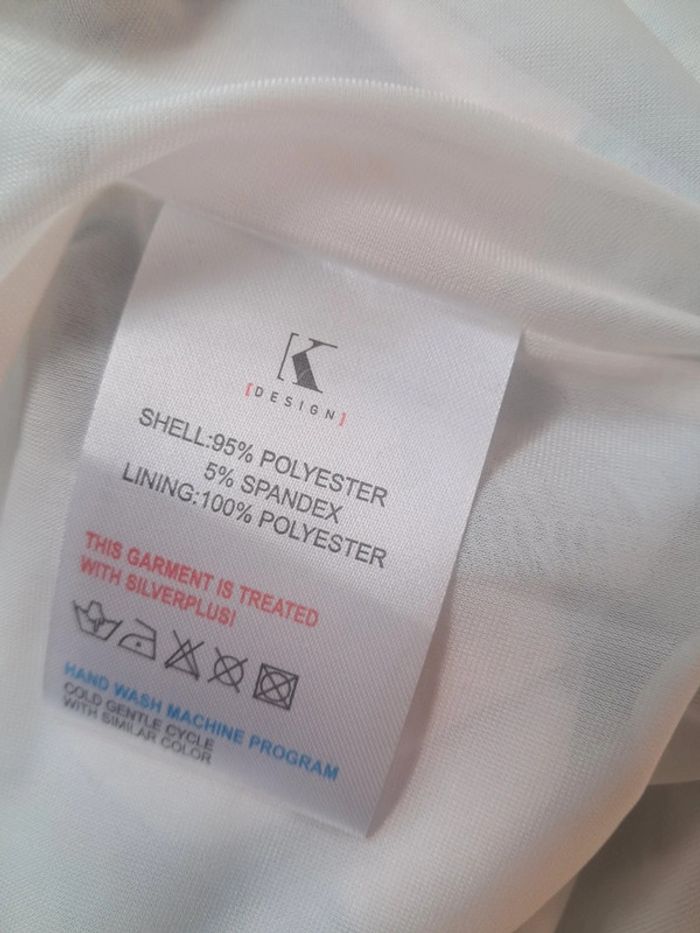 K
[DESIGN]
SHELL:95% POLYESTER
5% SPANDEX
LINING:100% POLYESTER
THIS GARMENT IS TREATED
WITH SILVERPLUS!
HAND WASH MACHINE PROGRAM
COLD GENTLE CYCLE
WITH SIMILAR COLOR